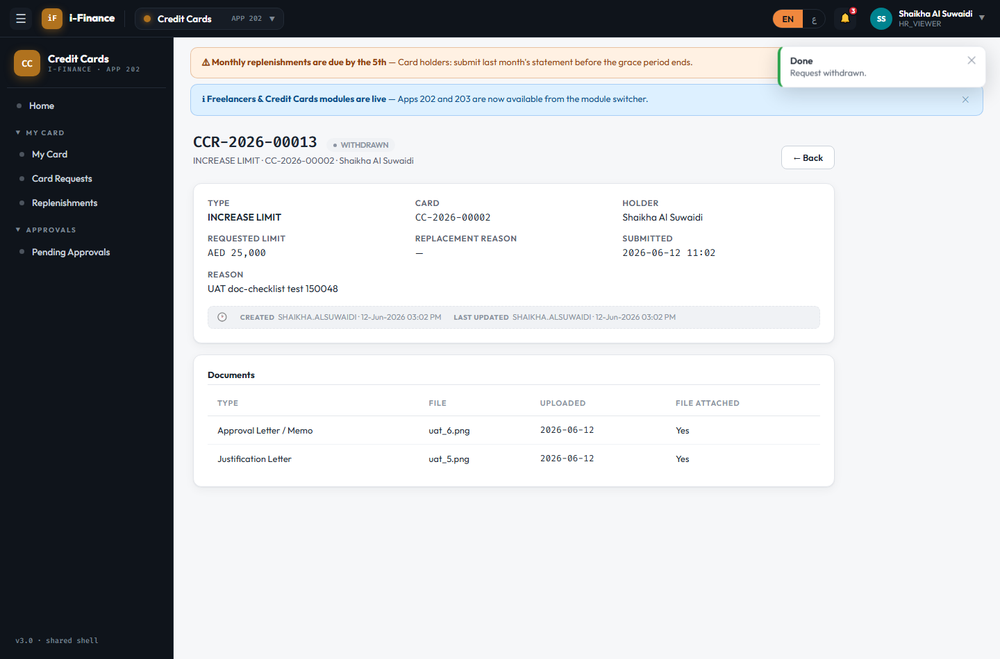 ☰ iF i-Finance Credit Cards APP 202 ▼ EN ع 3 SS Shaikha Al Suwaidi ▼
HR_VIEWER
CC Credit Cards
I-FINANCE · APP 202
Home
▼ MY CARD
My Card
Card Requests
Replenishments
▼ APPROVALS
Pending Approvals
v3.0 · shared shell
⚠ Monthly replenishments are due by the 5th — Card holders: submit last month's statement before the grace period ends.
Done
Request withdrawn.
ℹ Freelancers & Credit Cards modules are live — Apps 202 and 203 are now available from the module switcher.
CCR-2026-00013 • WITHDRAWN
INCREASE LIMIT · CC-2026-00002 · Shaikha Al Suwaidi
← Back
TYPE CARD HOLDER
INCREASE LIMIT CC-2026-00002 Shaikha Al Suwaidi
REQUESTED LIMIT REPLACEMENT REASON SUBMITTED
AED 25,000 — 2026-06-12 11:02
REASON
UAT doc-checklist test 150048
CREATED SHAIKHA.ALSUWAIDI · 12-Jun-2026 03:02 PM LAST UPDATED SHAIKHA.ALSUWAIDI · 12-Jun-2026 03:02 PM
Documents
TYPE FILE UPLOADED FILE ATTACHED
Approval Letter / Memo uat_6.png 2026-06-12 Yes
Justification Letter uat_5.png 2026-06-12 Yes